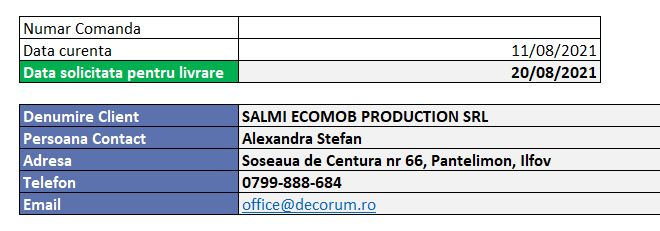 Numar Comanda
Data curenta 11/08/2021
Data solicitata pentru livrare 20/08/2021
Denumire Client SALMI ECOMOB PRODUCTION SRL
Persoana Contact Alexandra Stefan
Adresa Soseaua de Centura nr 66, Pantelimon, Ilfov
Telefon 0799-888-684
Email office@decorum.ro